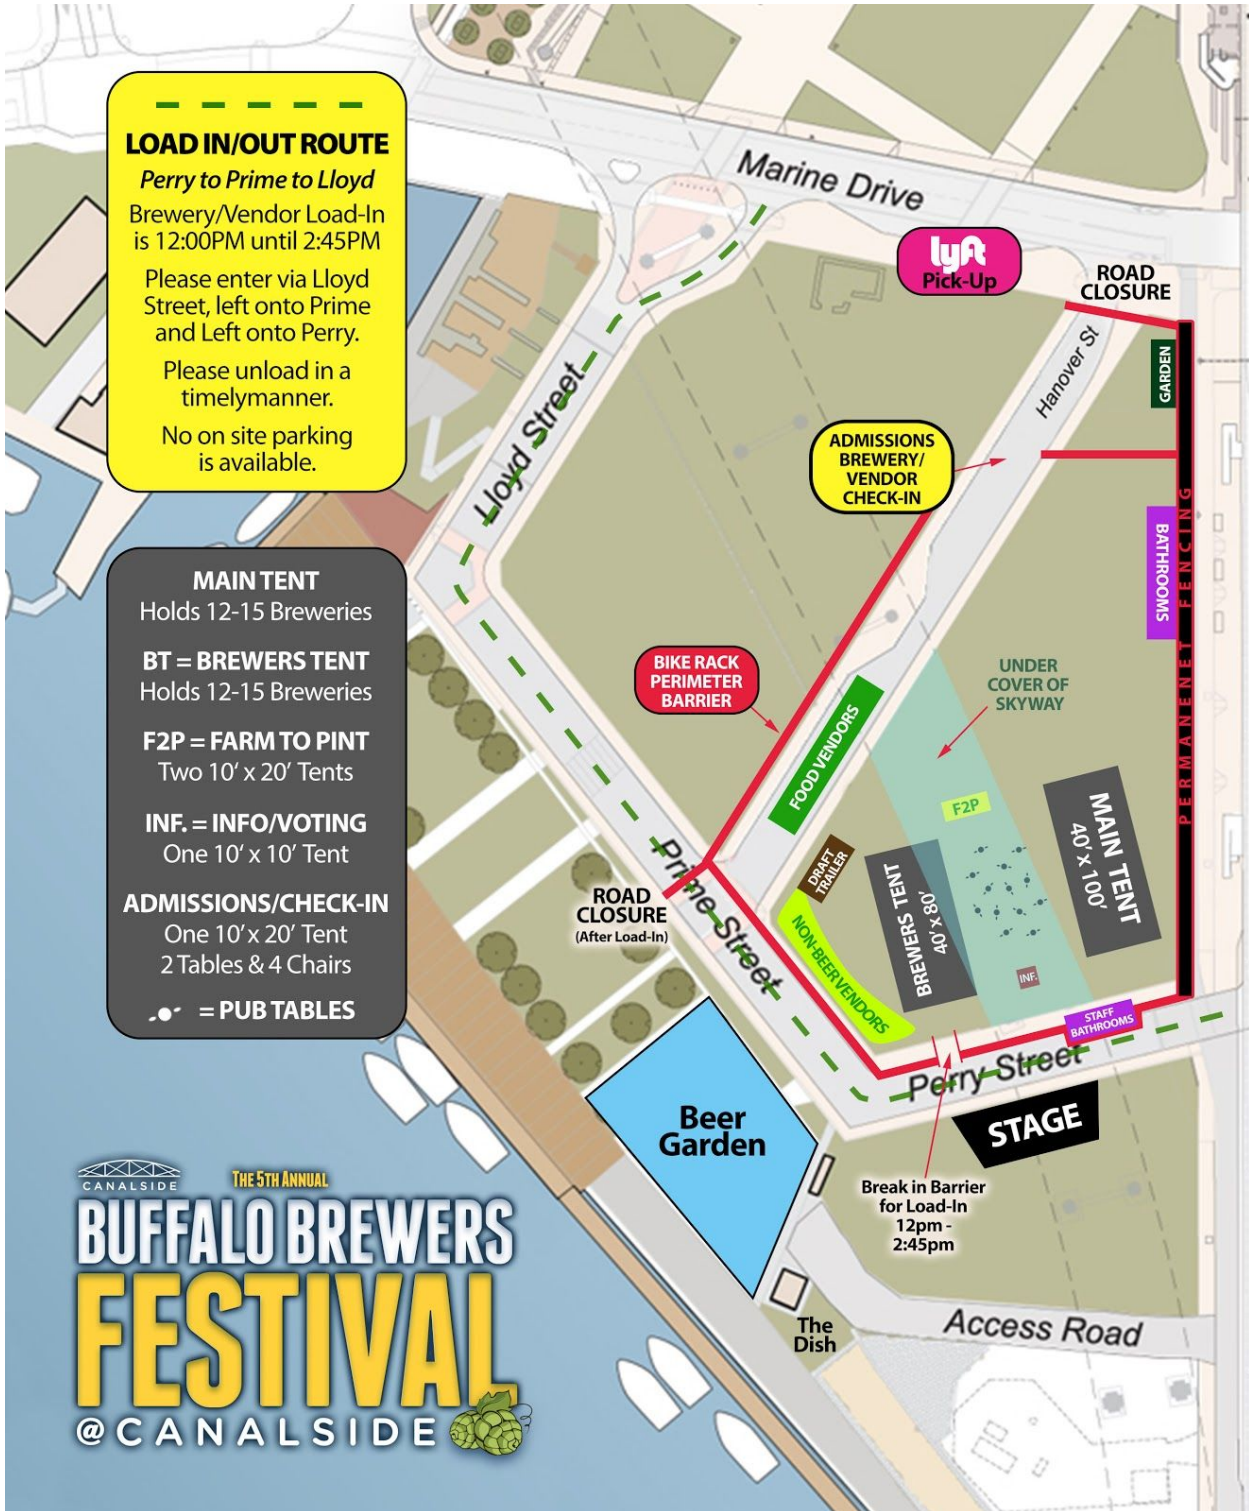 LOAD IN/OUT ROUTE
Perry to Prime to Lloyd
Brewery/Vendor Load-In
is 12:00PM until 2:45PM
Please enter via Lloyd
Street, left onto Prime
and Left onto Perry.
Please unload in a
timelymanner.
No on site parking
is available.
MAIN TENT
Holds 12-15 Breweries
BT = BREWERS TENT
Holds 12-15 Breweries
F2P = FARM TO PINT
Two 10' x 20' Tents
INF. = INFO/VOTING
One 10' x 10' Tent
ADMISSIONS/CHECK-IN
One 10' x 20' Tent
2 Tables & 4 Chairs
= PUB TABLES
Marine Drive
lyft
Pick-Up
ROAD
CLOSURE
Hanover St
GARDEN
Lloyd Street
ADMISSIONS
BREWERY/
VENDOR
CHECK-IN
BATHROOMS
PERMANENET FENCING
BIKE RACK
PERIMETER
BARRIER
UNDER
COVER OF
SKYWAY
FOOD VENDORS
F2P
MAIN TENT
40' x 100'
DRAFT
TRAILER
BREWERS TENT
40' x 80'
Prime Street
ROAD
CLOSURE
(After Load-In)
NON-BEER VENDORS
INF.
STAFF
BATHROOMS
Perry Street
STAGE
Beer
Garden
Break in Barrier
for Load-In
12pm -
2:45pm
The
Dish
Access Road
CANALSIDE
THE 5TH ANNUAL
BUFFALO BREWERS
FESTIVAL
@CANALSIDE